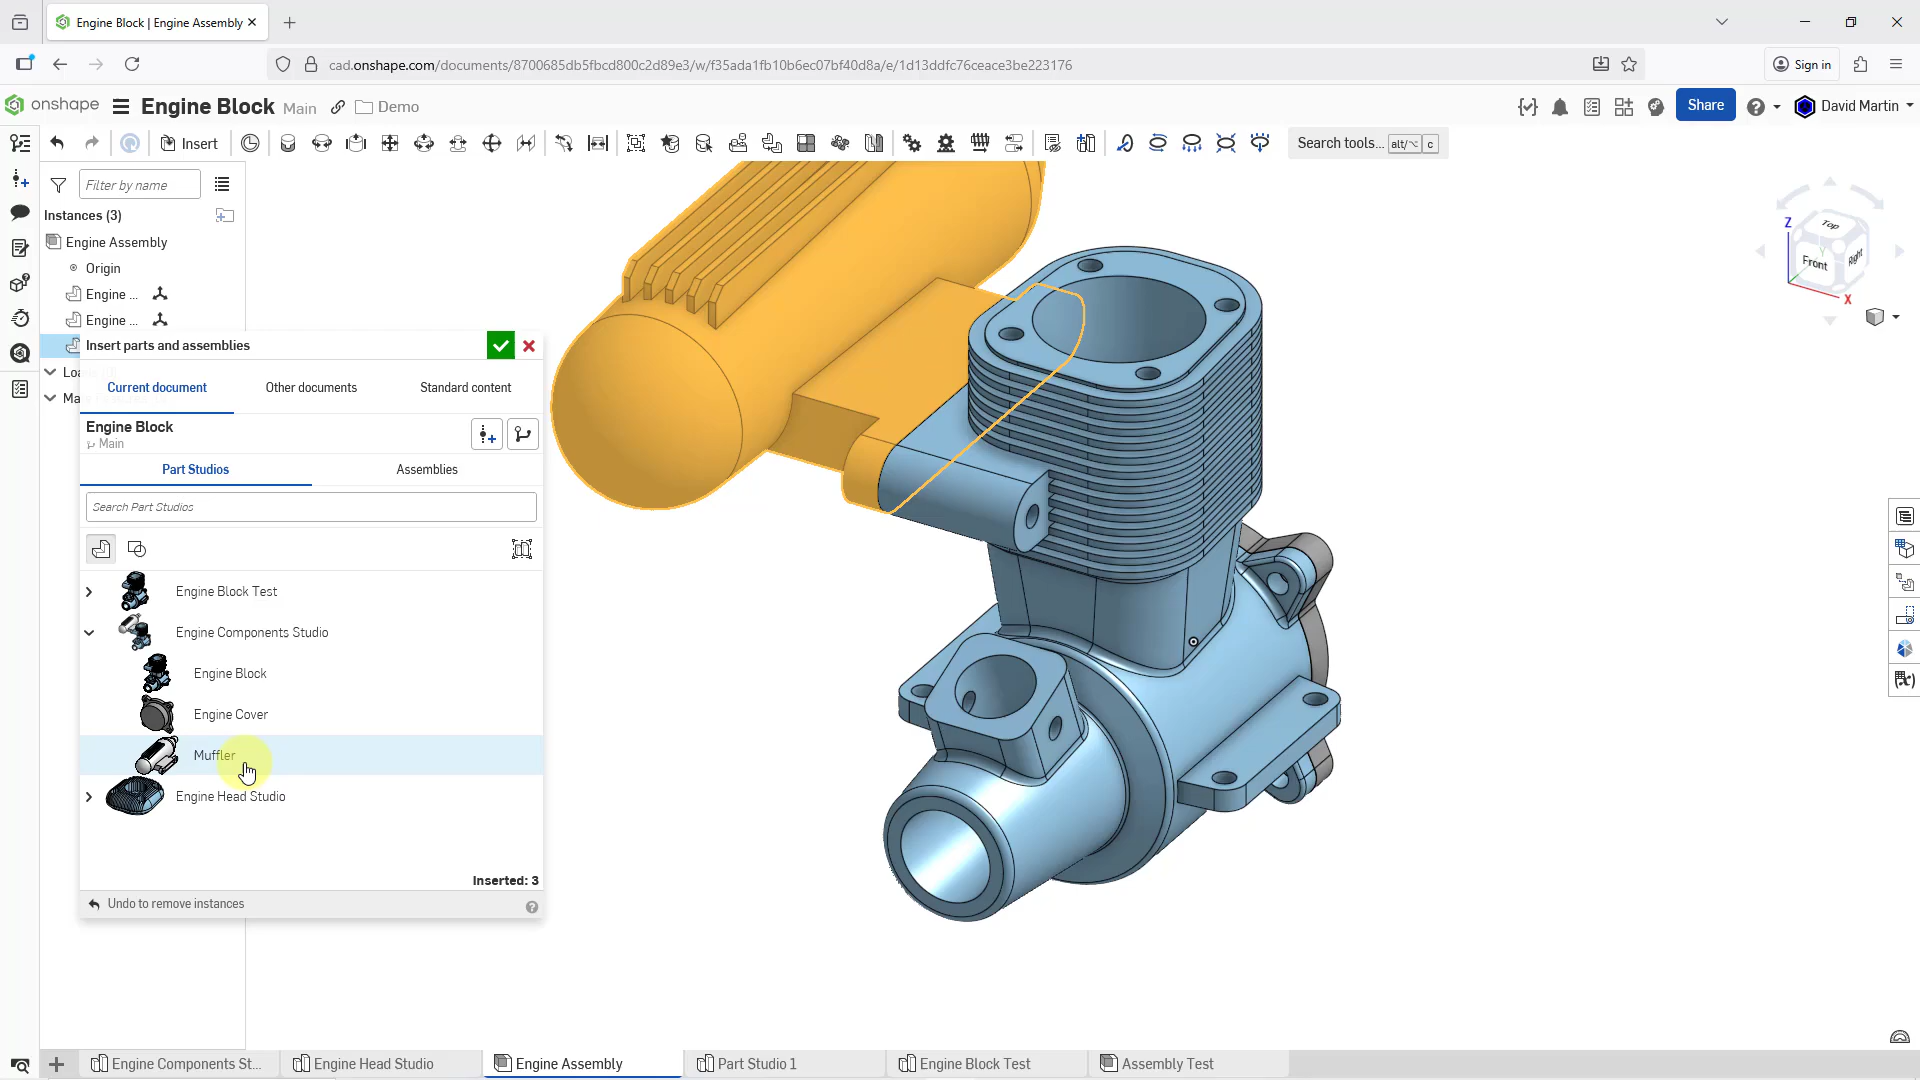 Engine Block | Engine Assembly
cad.onshape.com/documents/8700685db5fbcd800c2d89e3/w/f35ada1fb10b6ec07bf40d8a/e/1d13ddfc76ceace3be223176
Sign in
onshape
Engine Block Main
Demo
Share
David Martin
Insert
Search tools... alt/⌥ c
Filter by name
Instances (3)
Engine Assembly
Origin
Engine ...
Engine ...
Insert parts and assemblies
Current document
Other documents
Standard content
Engine Block
Main
Part Studios
Assemblies
Search Part Studios
Engine Block Test
Engine Components Studio
Engine Block
Engine Cover
Muffler
Engine Head Studio
Inserted: 3
Undo to remove instances
Z
Top
Front
Right
X
Engine Components St...
Engine Head Studio
Engine Assembly
Part Studio 1
Engine Block Test
Assembly Test